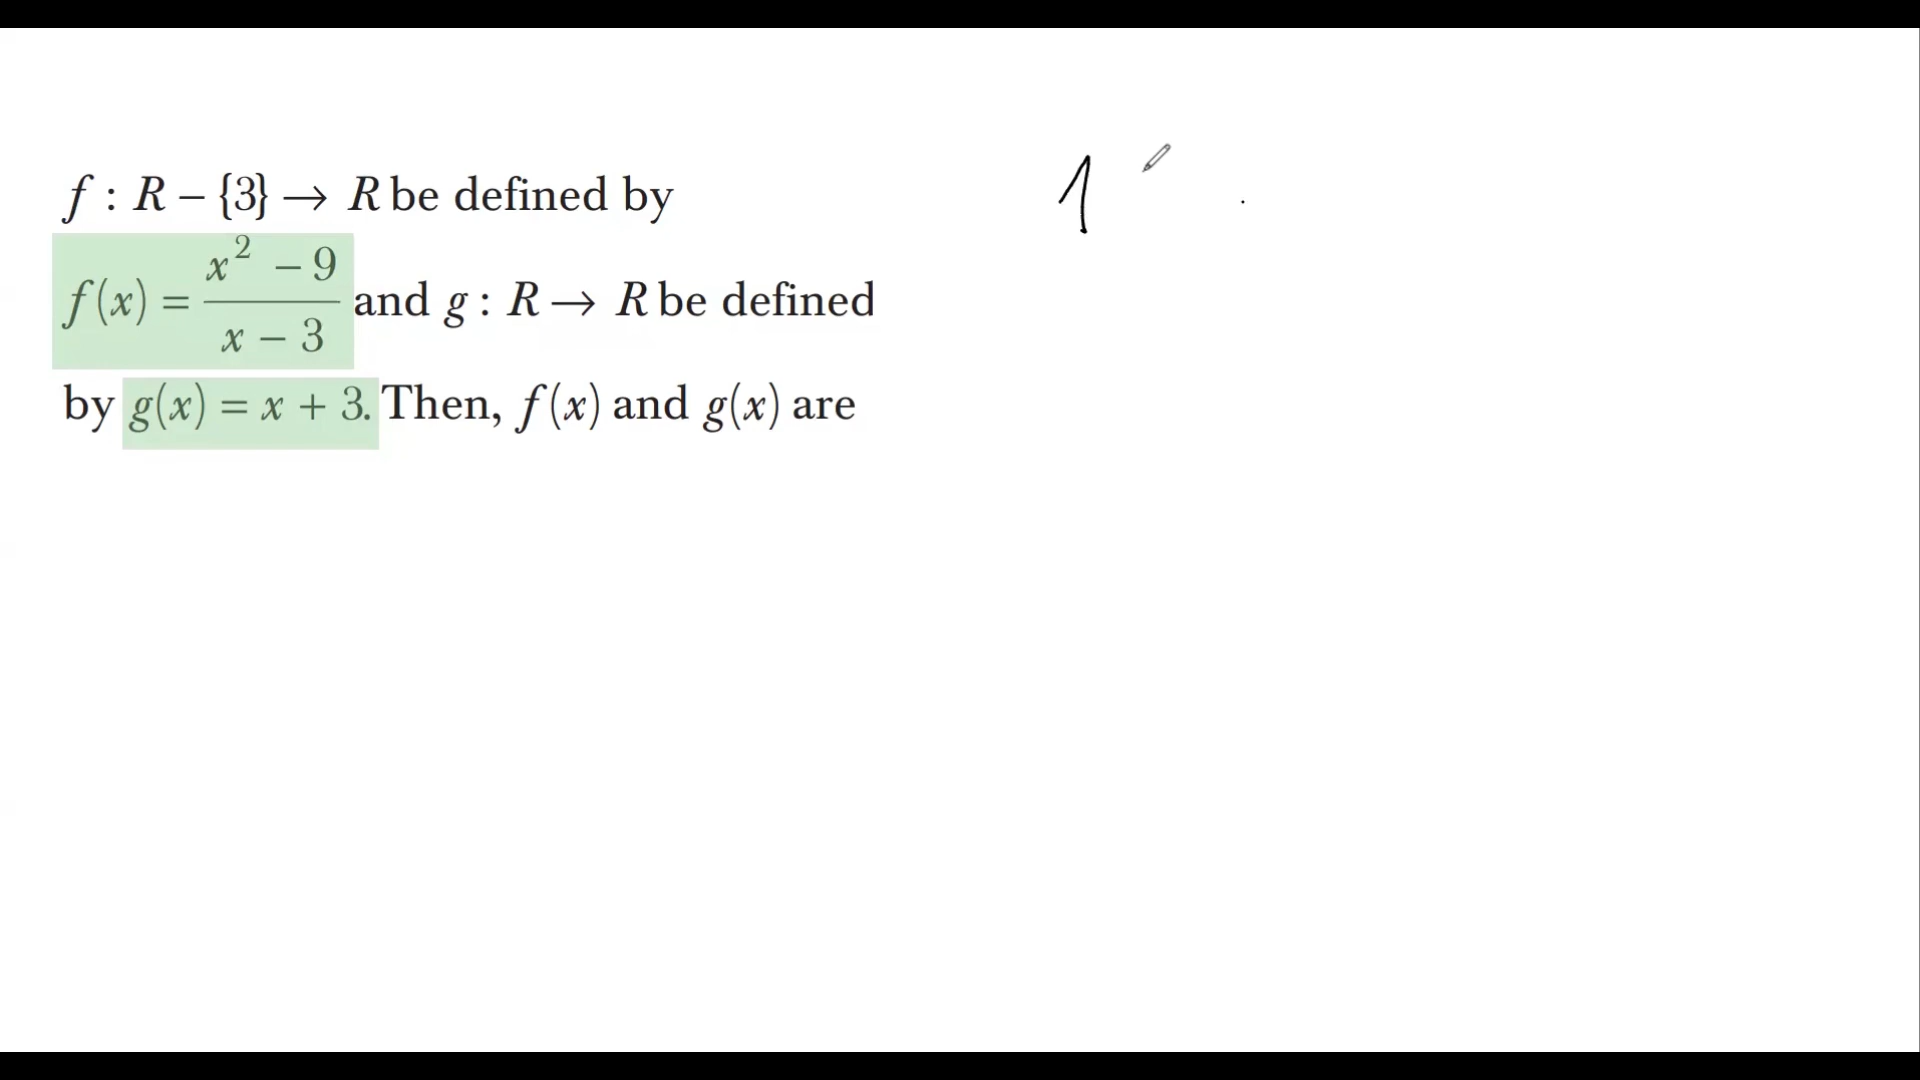 f : R – {3} → R be defined by
f(x) = (x² – 9)/(x – 3) and g : R → R be defined
by g(x) = x + 3. Then, f(x) and g(x) are
1